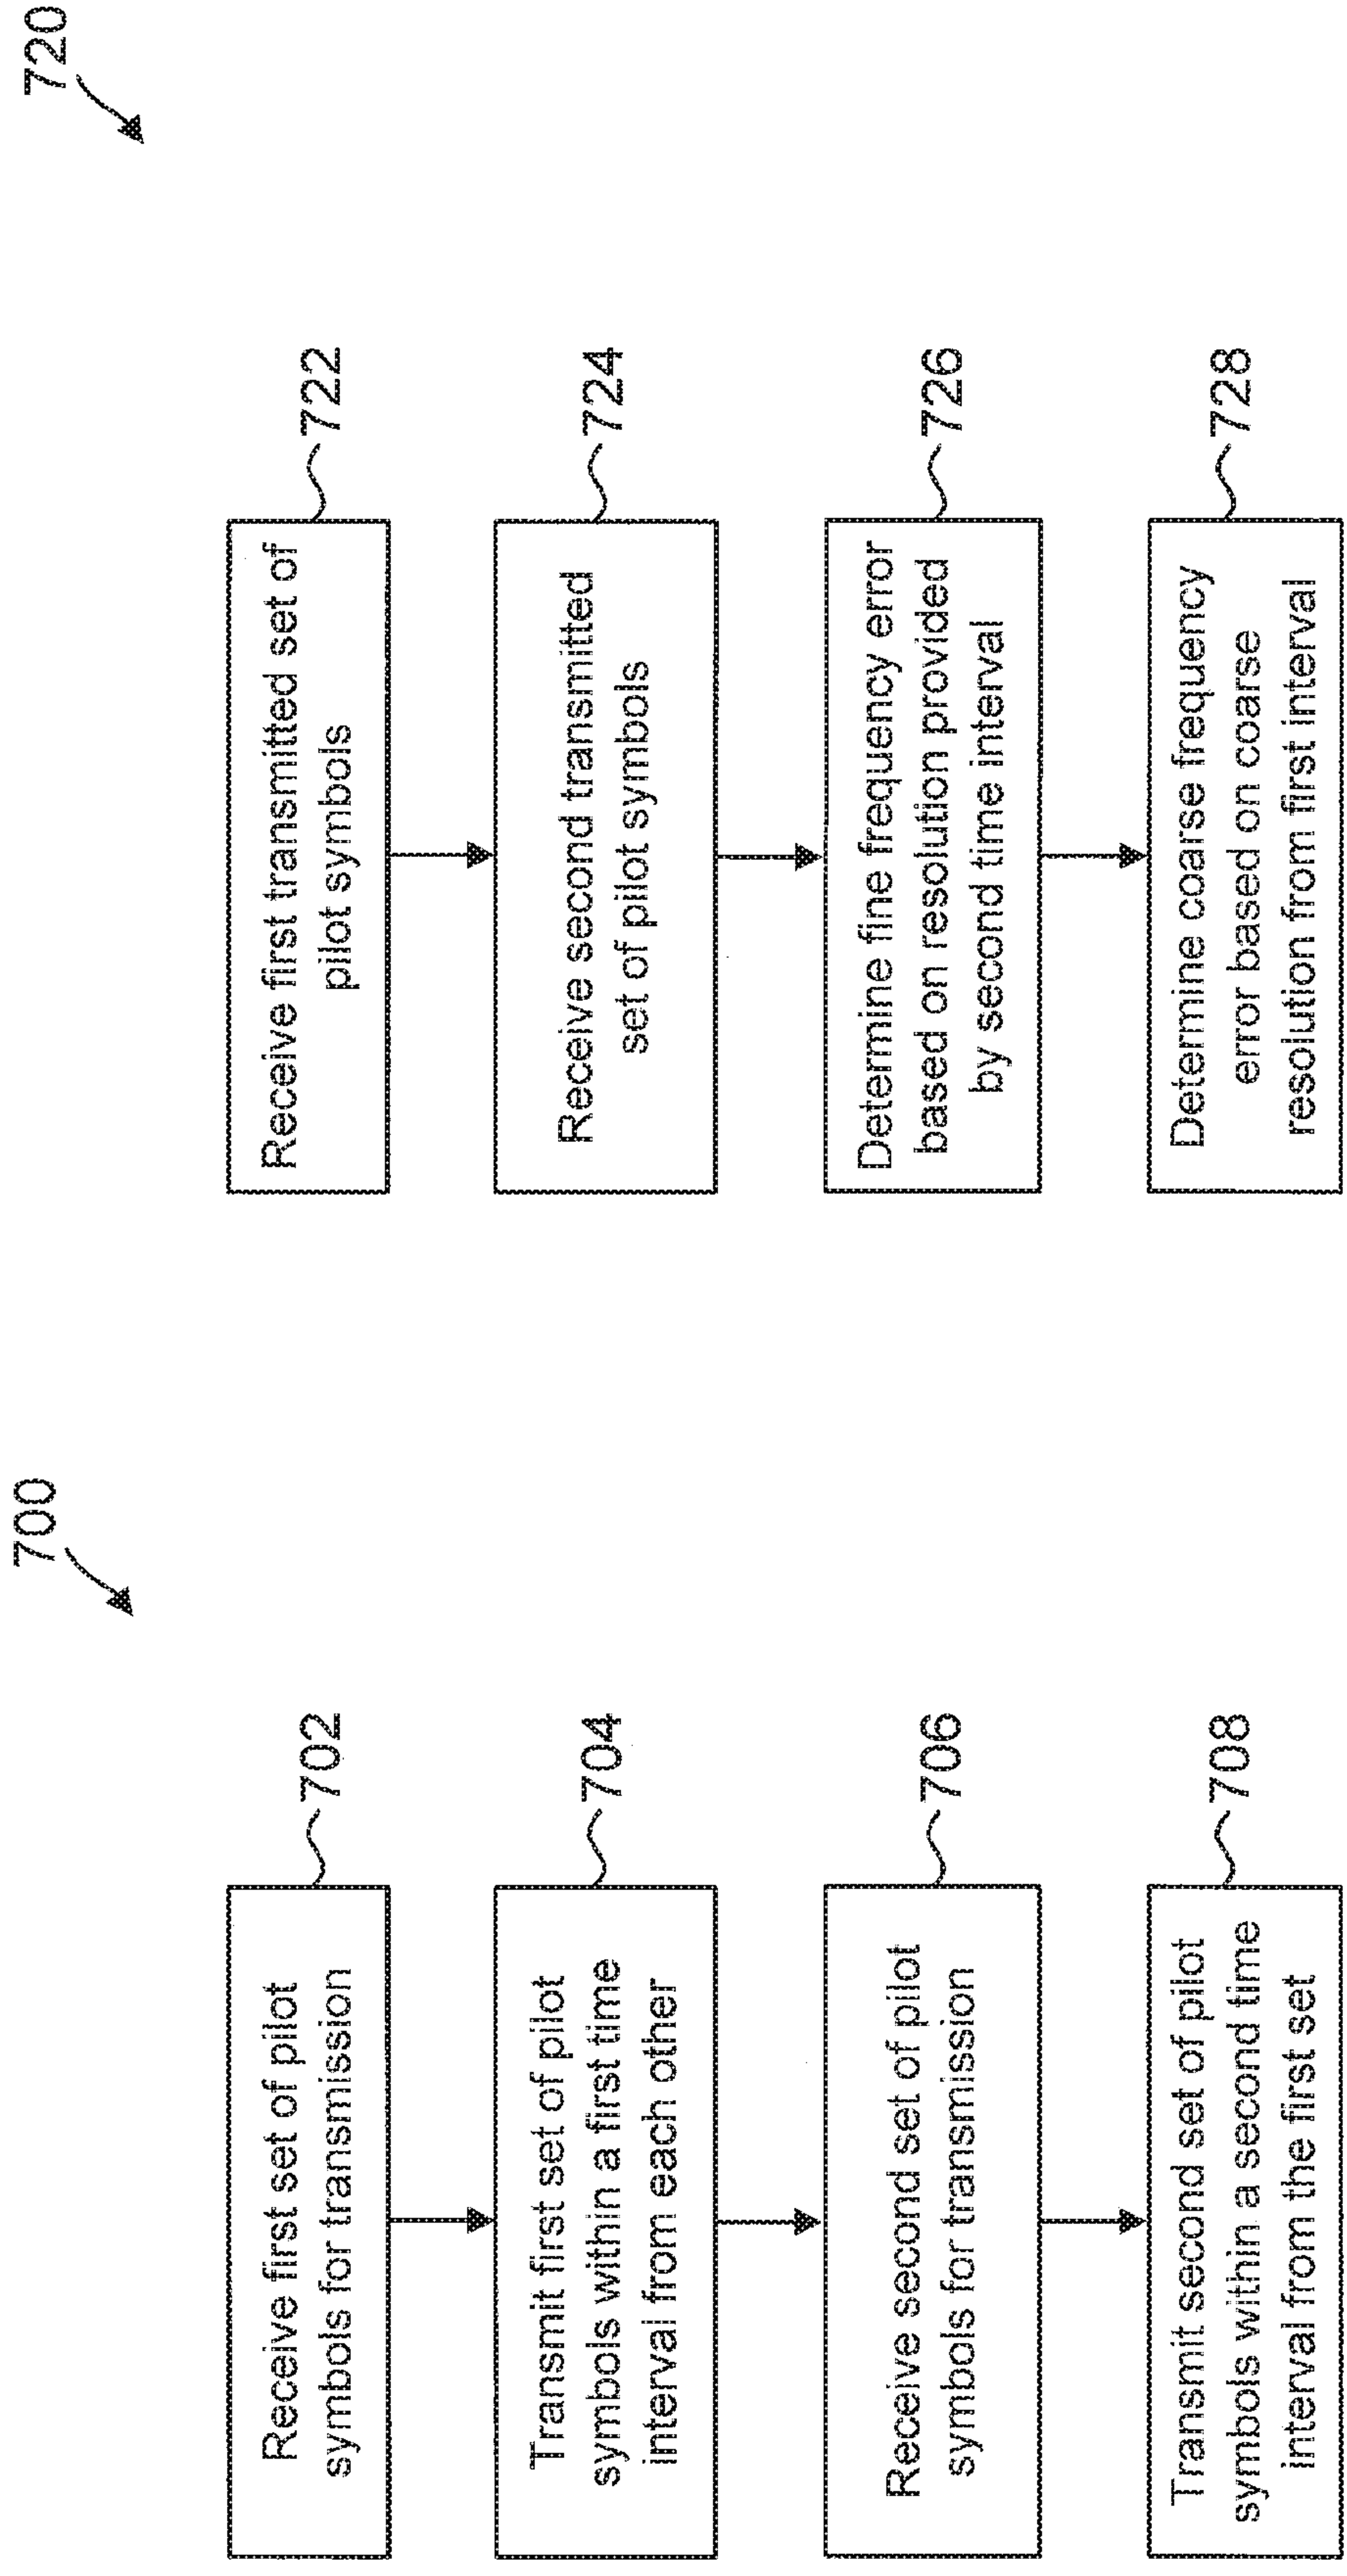 700
Receive first set of pilot
symbols for transmission
702
Transmit first set of pilot
symbols within a first time
interval from each other
704
Receive second set of pilot
symbols for transmission
706
Transmit second set of pilot
symbols within a second time
interval from the first set
708
720
Receive first transmitted set of
pilot symbols
722
Receive second transmitted
set of pilot symbols
724
Determine fine frequency error
based on resolution provided
by second time interval
726
Determine coarse frequency
error based on coarse
resolution from first interval
728